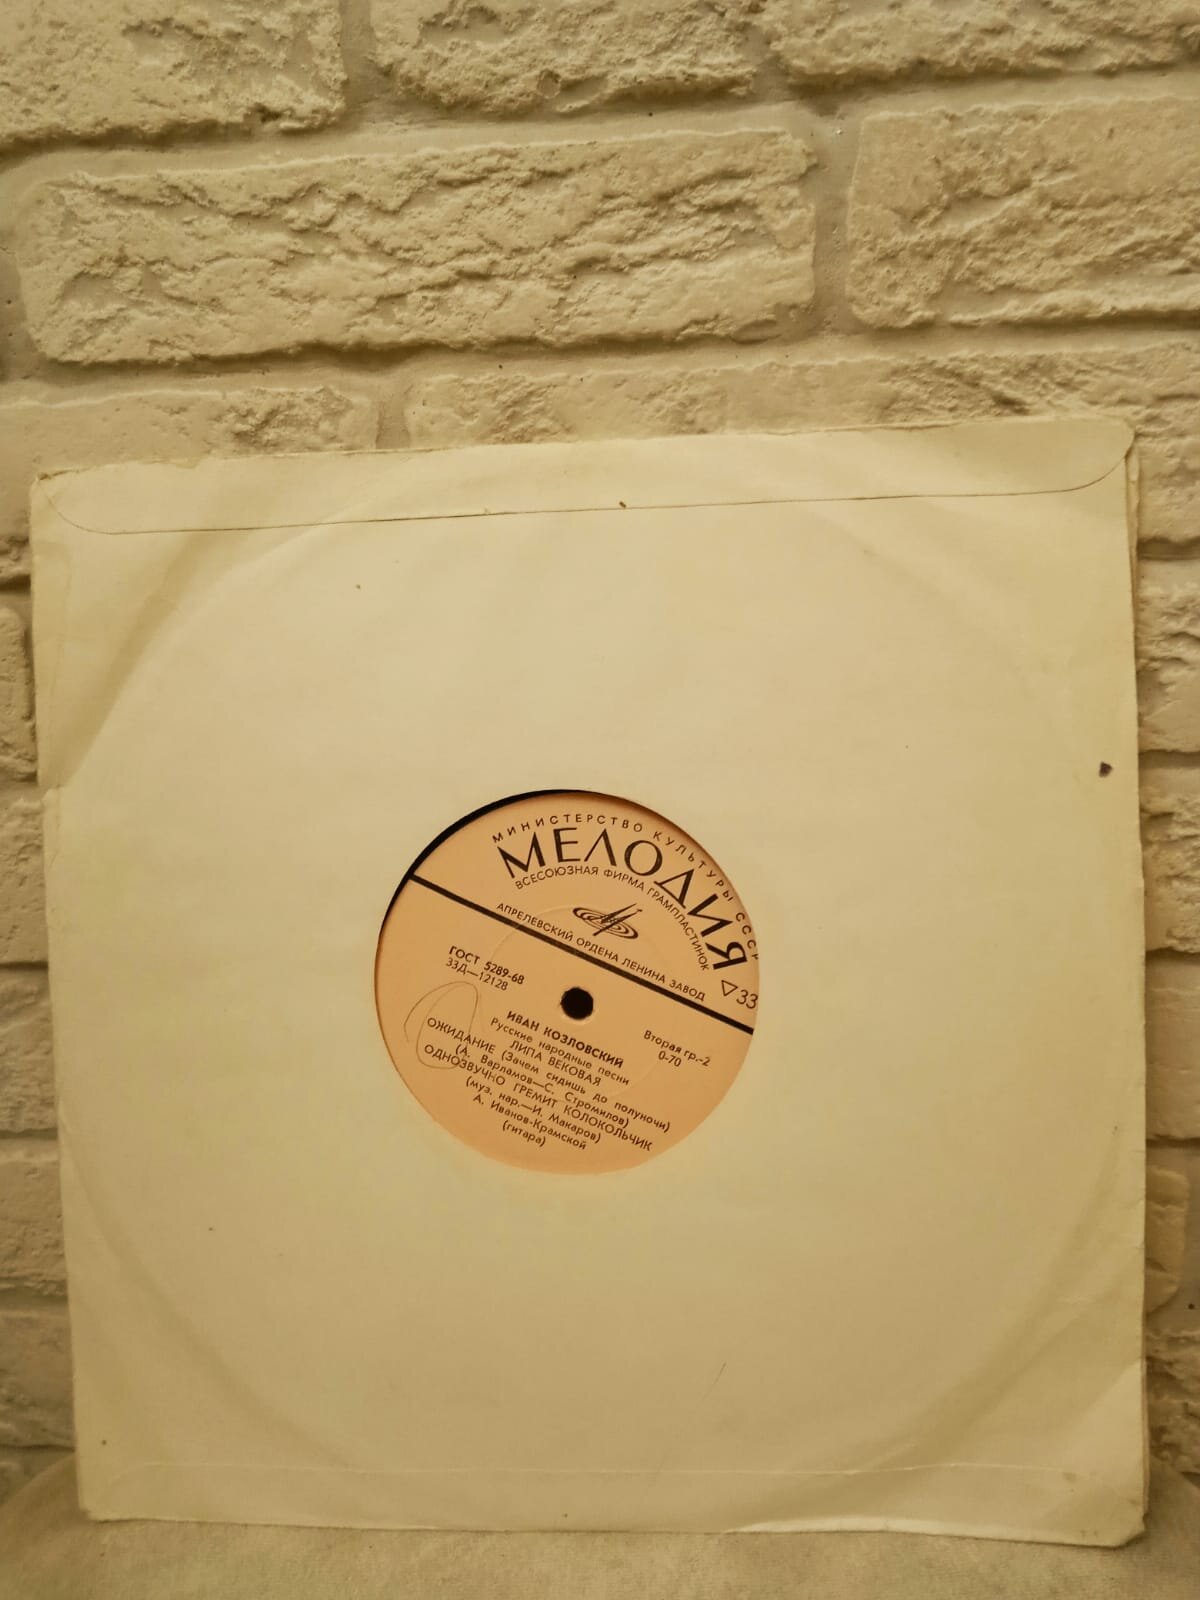 МИНИСТЕРСТВО КУЛЬТУРЫ СССР
МЕЛОДИЯ
ВСЕСОЮЗНАЯ ФИРМА ГРАМПЛАСТИНОК
АПРЕЛЕВСКИЙ ОРДЕНА ЛЕНИНА ЗАВОД
33
ГОСТ 5289-68
33Д—12128
Вторая гр.-2
0-70
ИВАН КОЗЛОВСКИЙ
Русские народные песни
ЛИПА ВЕКОВАЯ
ОЖИДАНИЕ (Зачем сидишь до полуночи)
(А. Варламов—С. Стромилов)
ОДНОЗВУЧНО ГРЕМИТ КОЛОКОЛЬЧИК
(муз. нар.—И. Макаров)
А. Иванов-Крамской
(гитара)